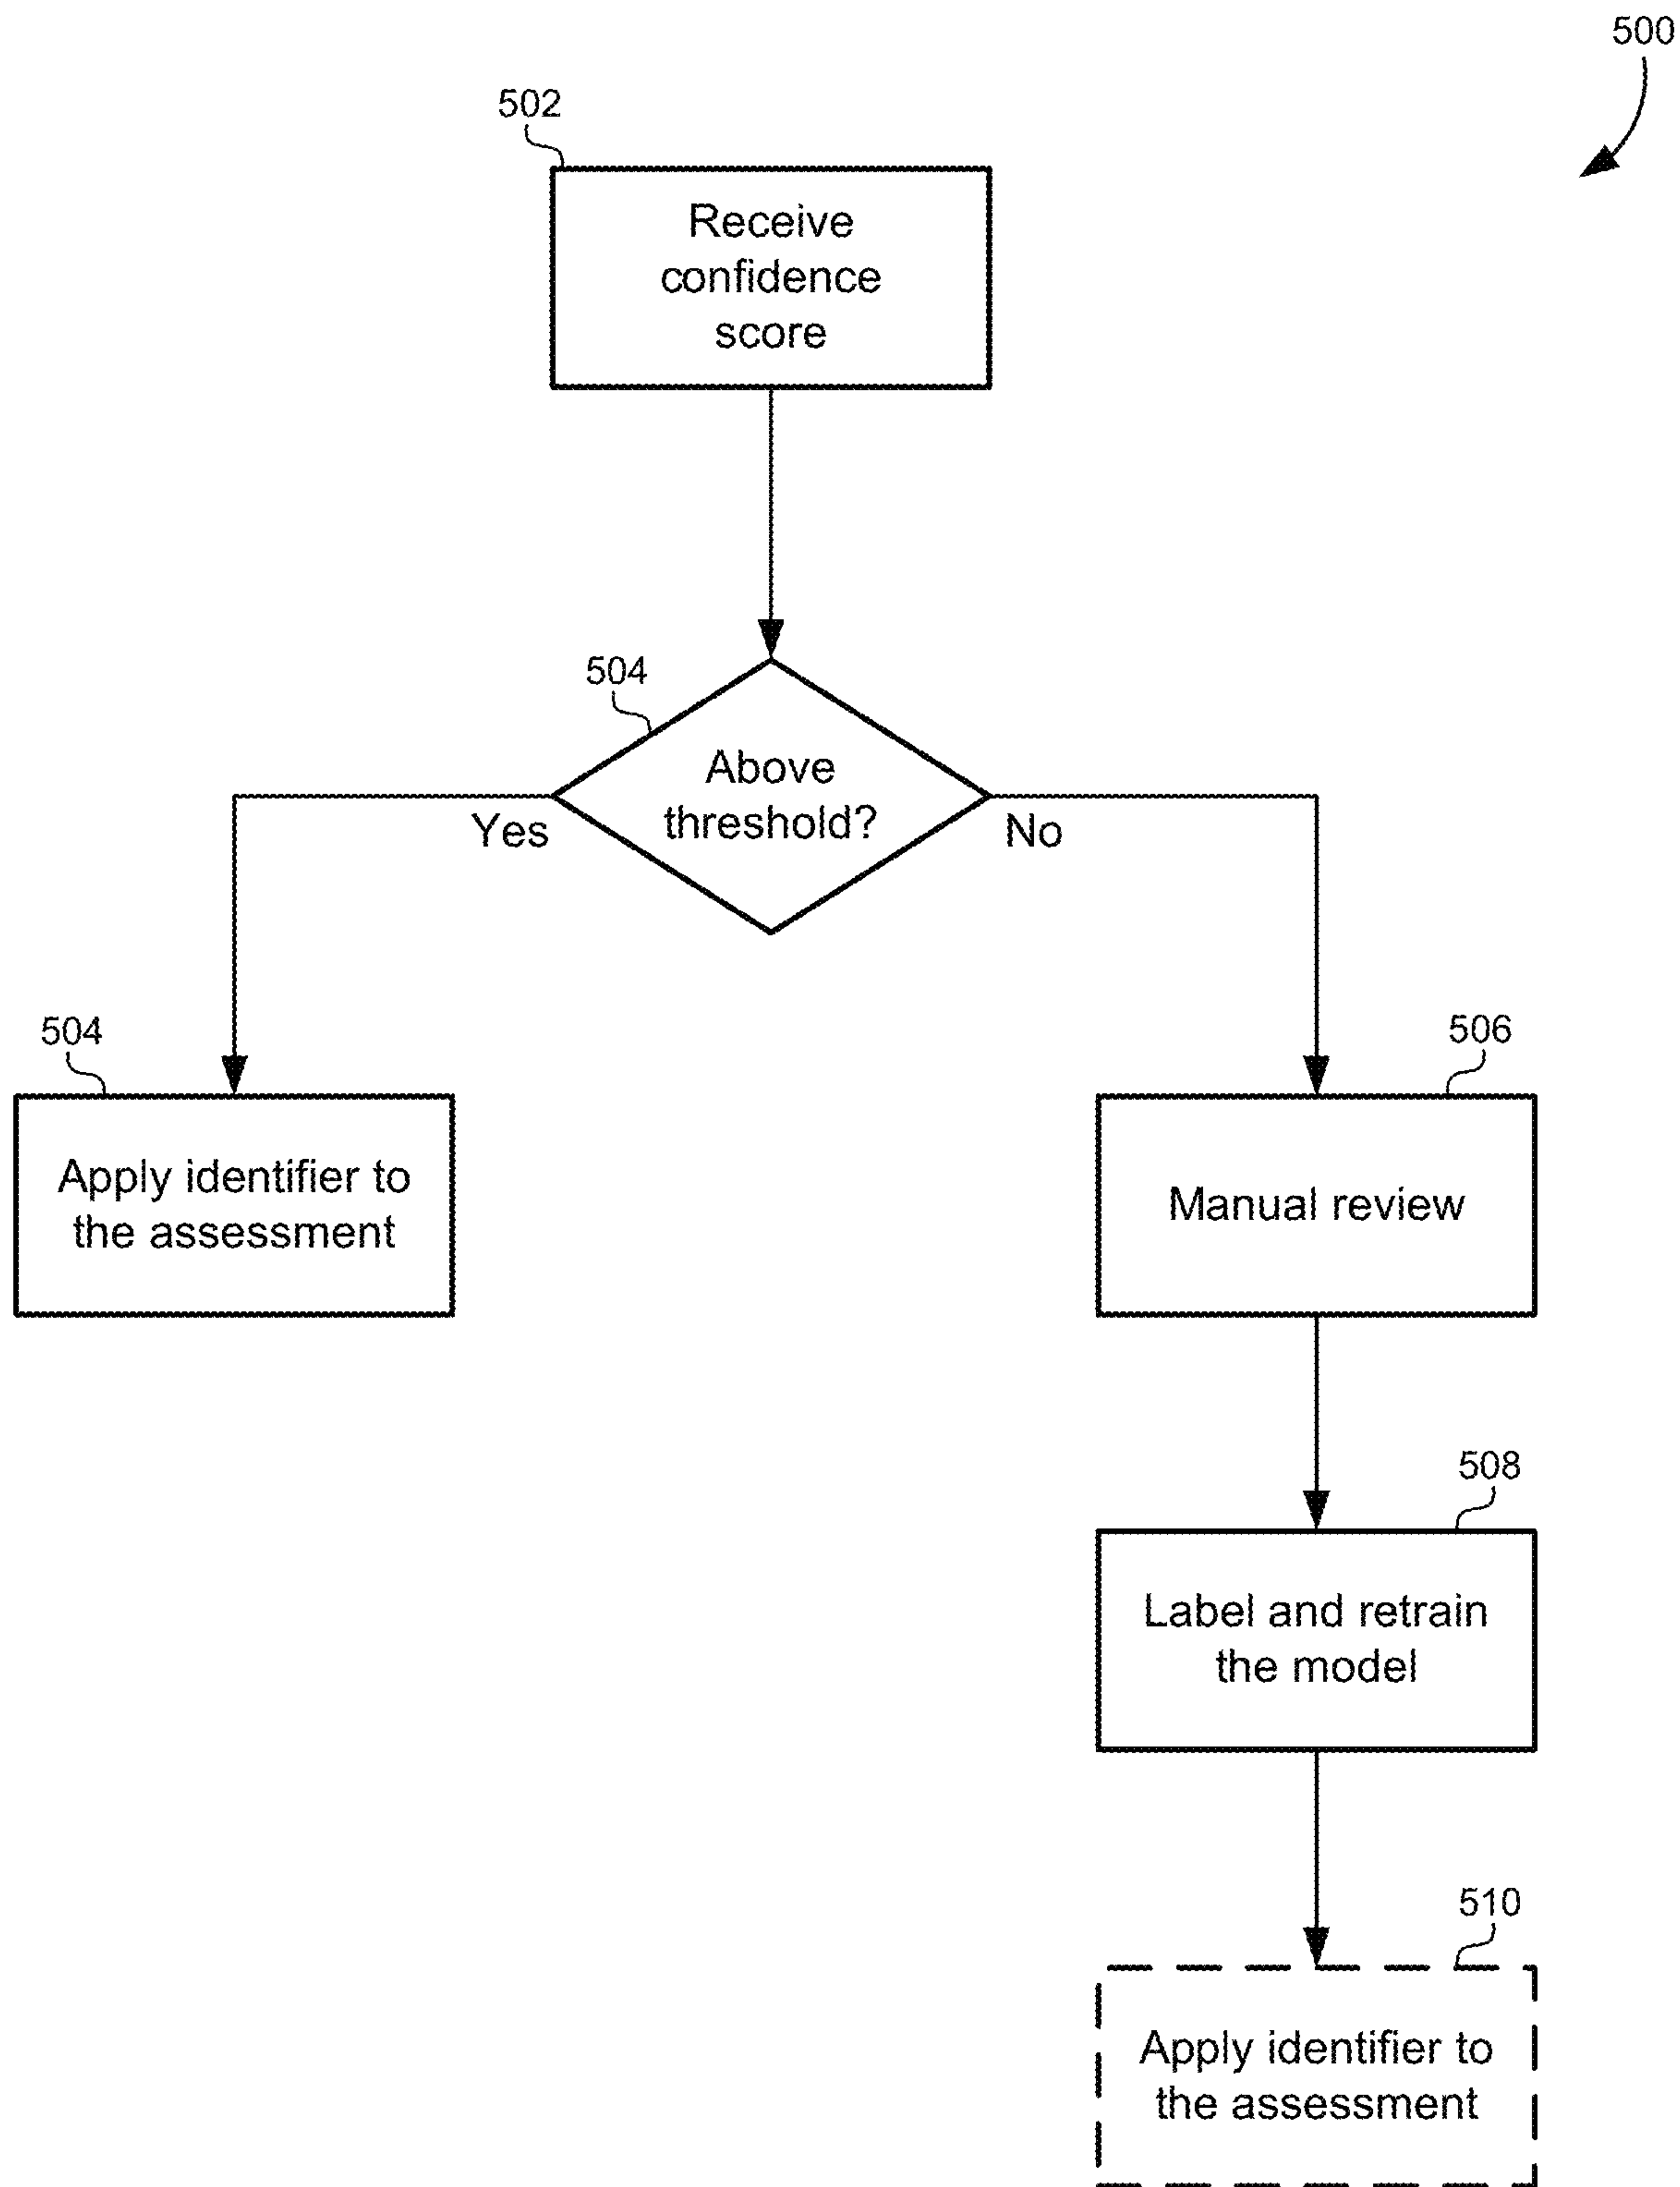 500
502
Receive
confidence
score
504
Above
threshold?
Yes
No
504
Apply identifier to
the assessment
506
Manual review
508
Label and retrain
the model
510
Apply identifier to
the assessment